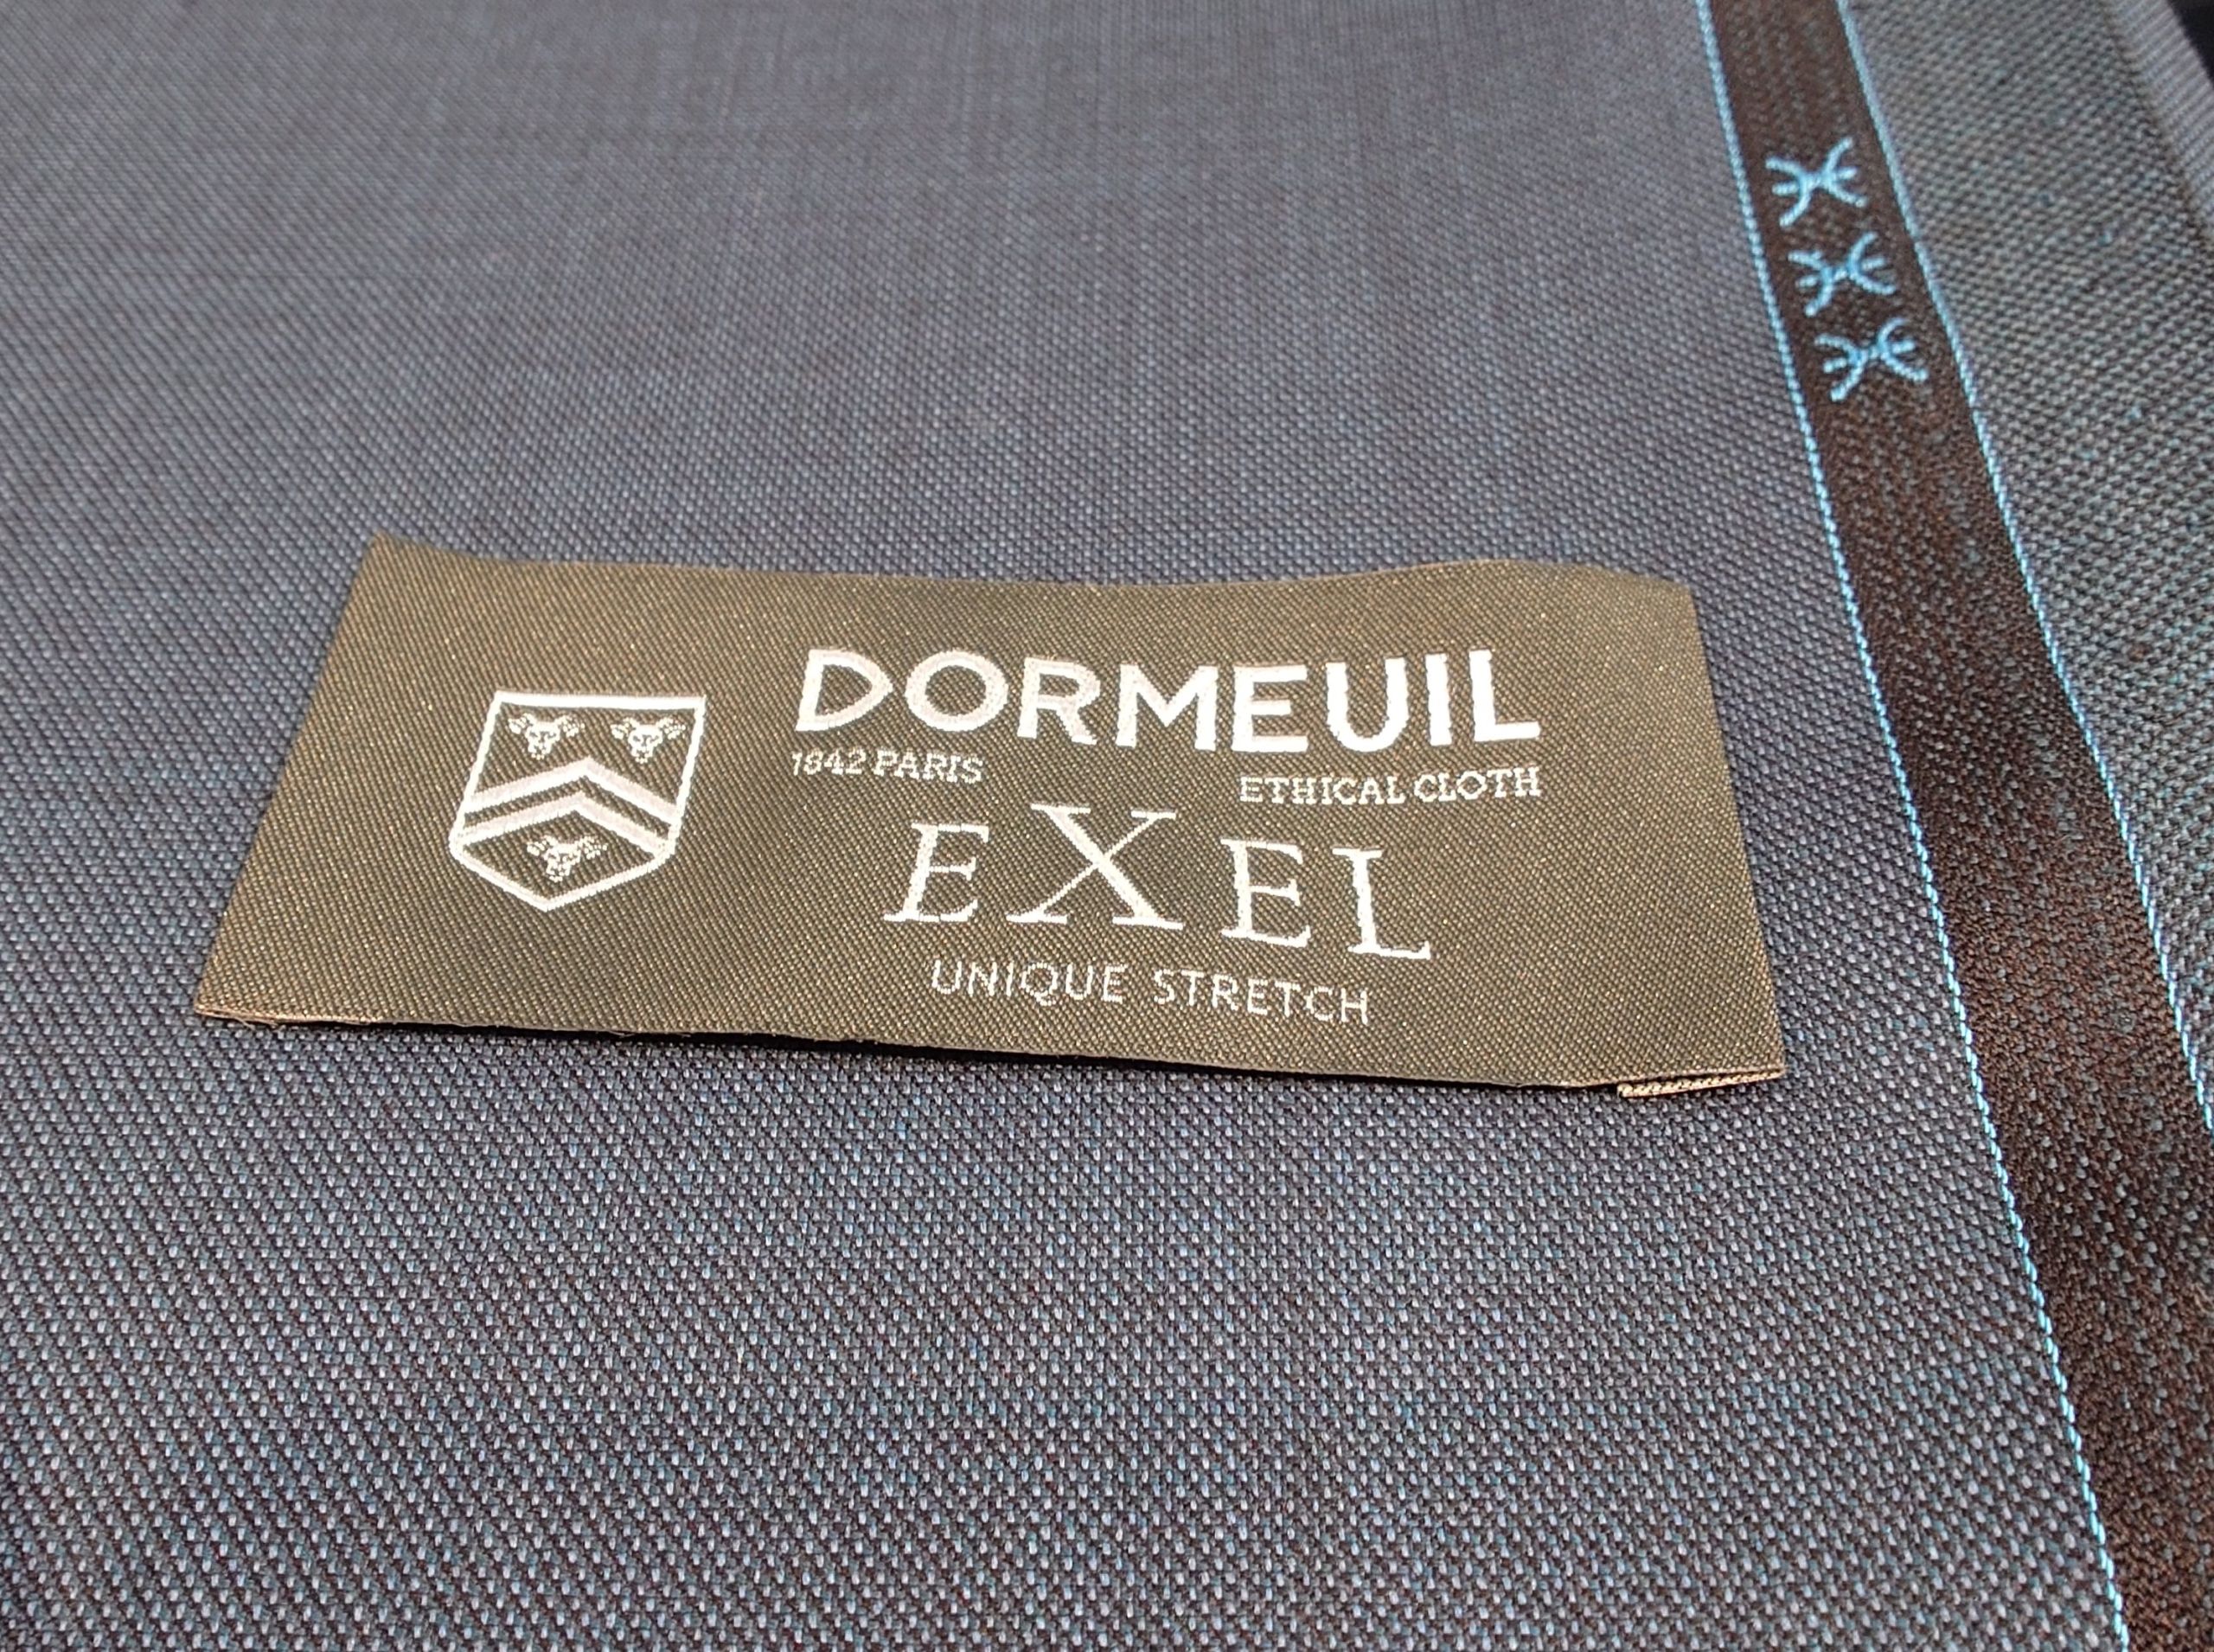 DORMEUIL
1842 PARIS ETHICAL CLOTH
EXEL
UNIQUE STRETCH